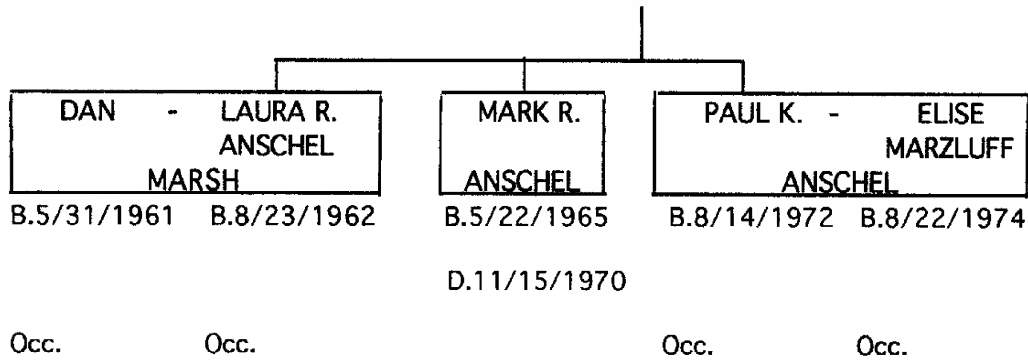 DAN - LAURA R. MARK R. PAUL K. - ELISE
ANSCHEL MARZLUFF
MARSH ANSCHEL ANSCHEL
B.5/31/1961 B.8/23/1962 B.5/22/1965 B.8/14/1972 B.8/22/1974
D.11/15/1970
Occ. Occ. Occ. Occ.